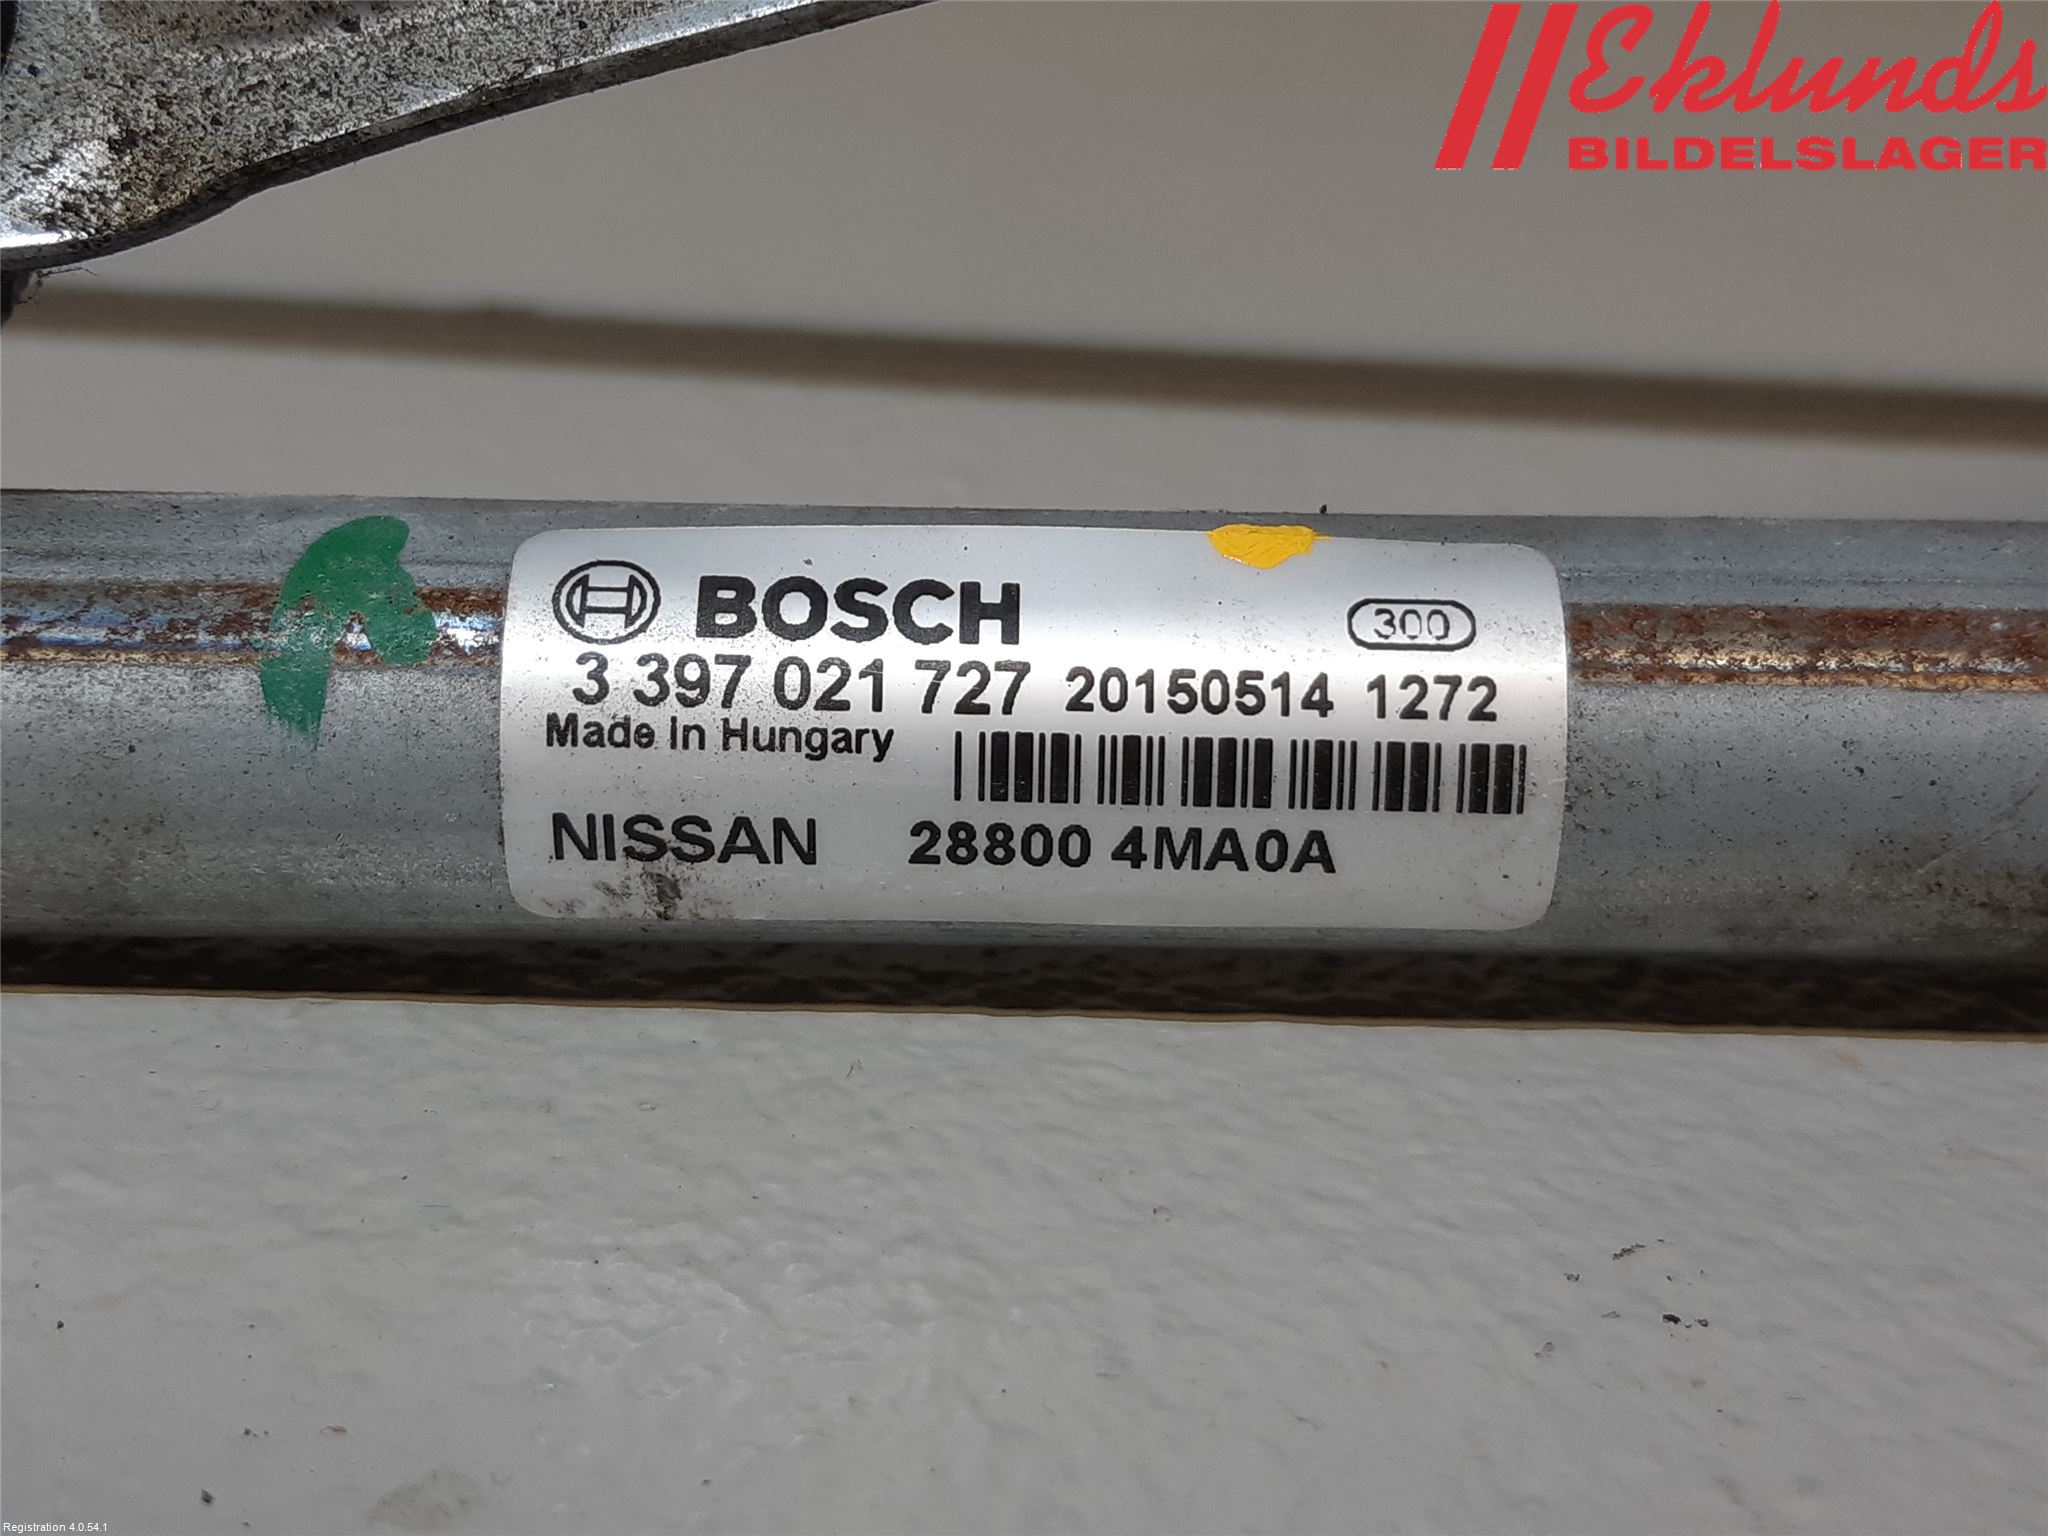 Eklunds
BILDELSLAGER
BOSCH 300
3 397 021 727 20150514 1272
Made In Hungary
NISSAN 28800 4MA0A
Registration 4.0.54.1